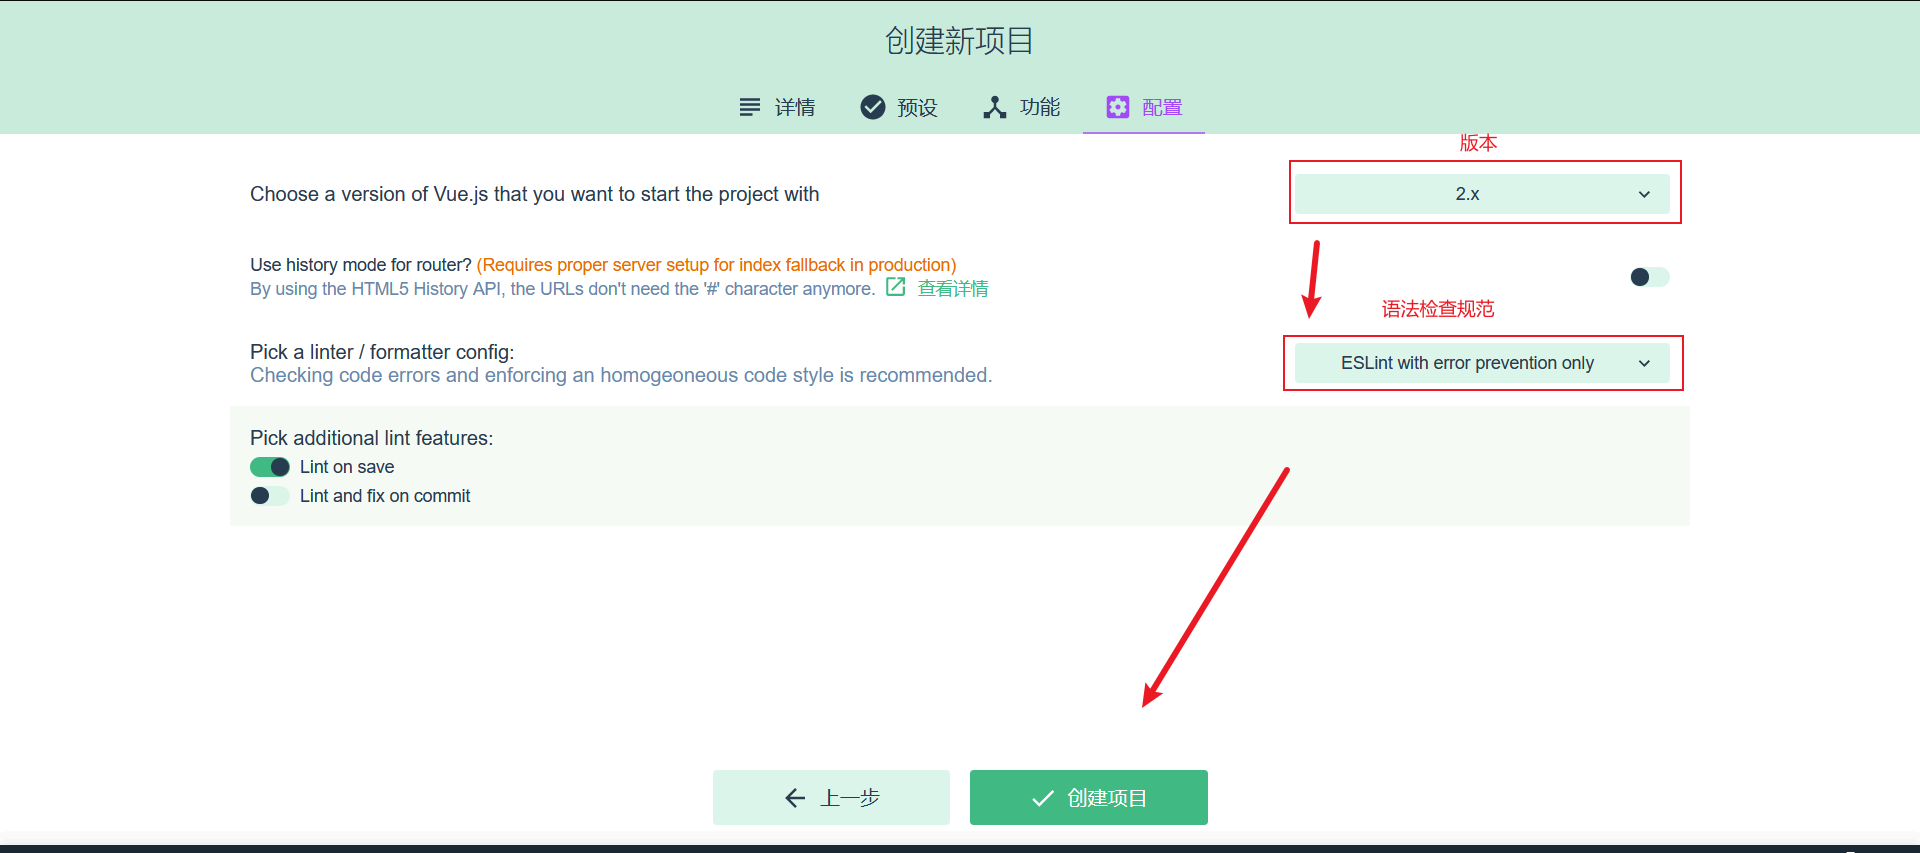 创建新项目
详情 预设 功能 配置
版本
Choose a version of Vue.js that you want to start the project with
2.x
Use history mode for router? (Requires proper server setup for index fallback in production)
By using the HTML5 History API, the URLs don't need the '#' character anymore. 查看详情
语法检查规范
Pick a linter / formatter config:
Checking code errors and enforcing an homogeoneous code style is recommended.
ESLint with error prevention only
Pick additional lint features:
Lint on save
Lint and fix on commit
上一步 创建项目